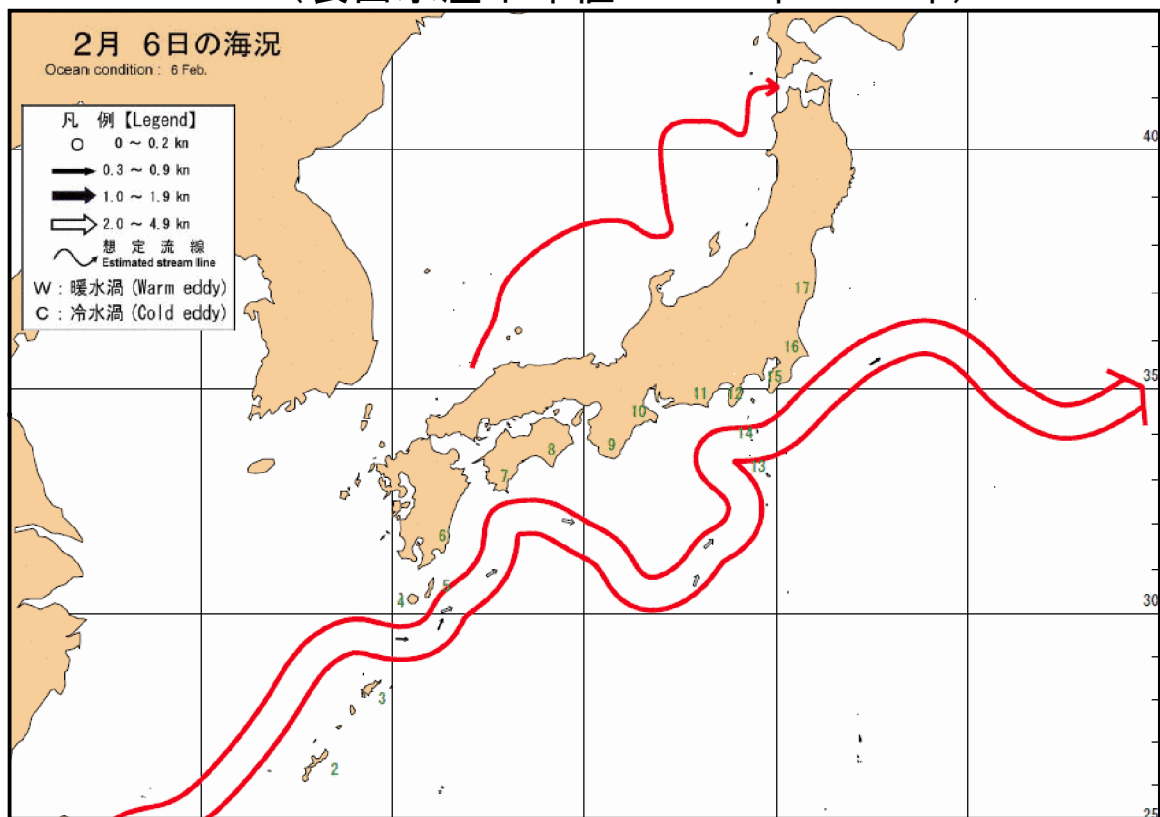 2月 6日の海況
Ocean condition : 6 Feb.
凡 例【Legend】
0 ~ 0.2 kn
0.3 ~ 0.9 kn
1.0 ~ 1.9 kn
2.0 ~ 4.9 kn
想 定 流 線
Estimated stream line
W : 暖水渦 (Warm eddy)
C : 冷水渦 (Cold eddy)
40
17
16
35
15
12
11
10
14
9
8
13
7
6
5
4
30
3
2
25